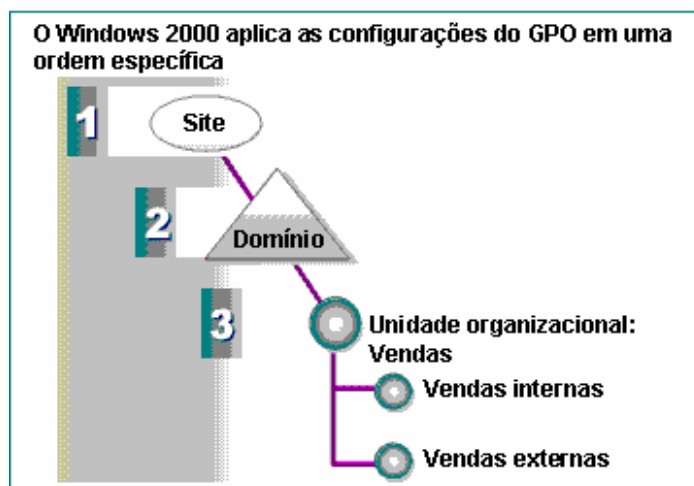 O Windows 2000 aplica as configurações do GPO em uma
ordem específica
1
Site
2
Domínio
3
Unidade organizacional:
Vendas
Vendas internas
Vendas externas